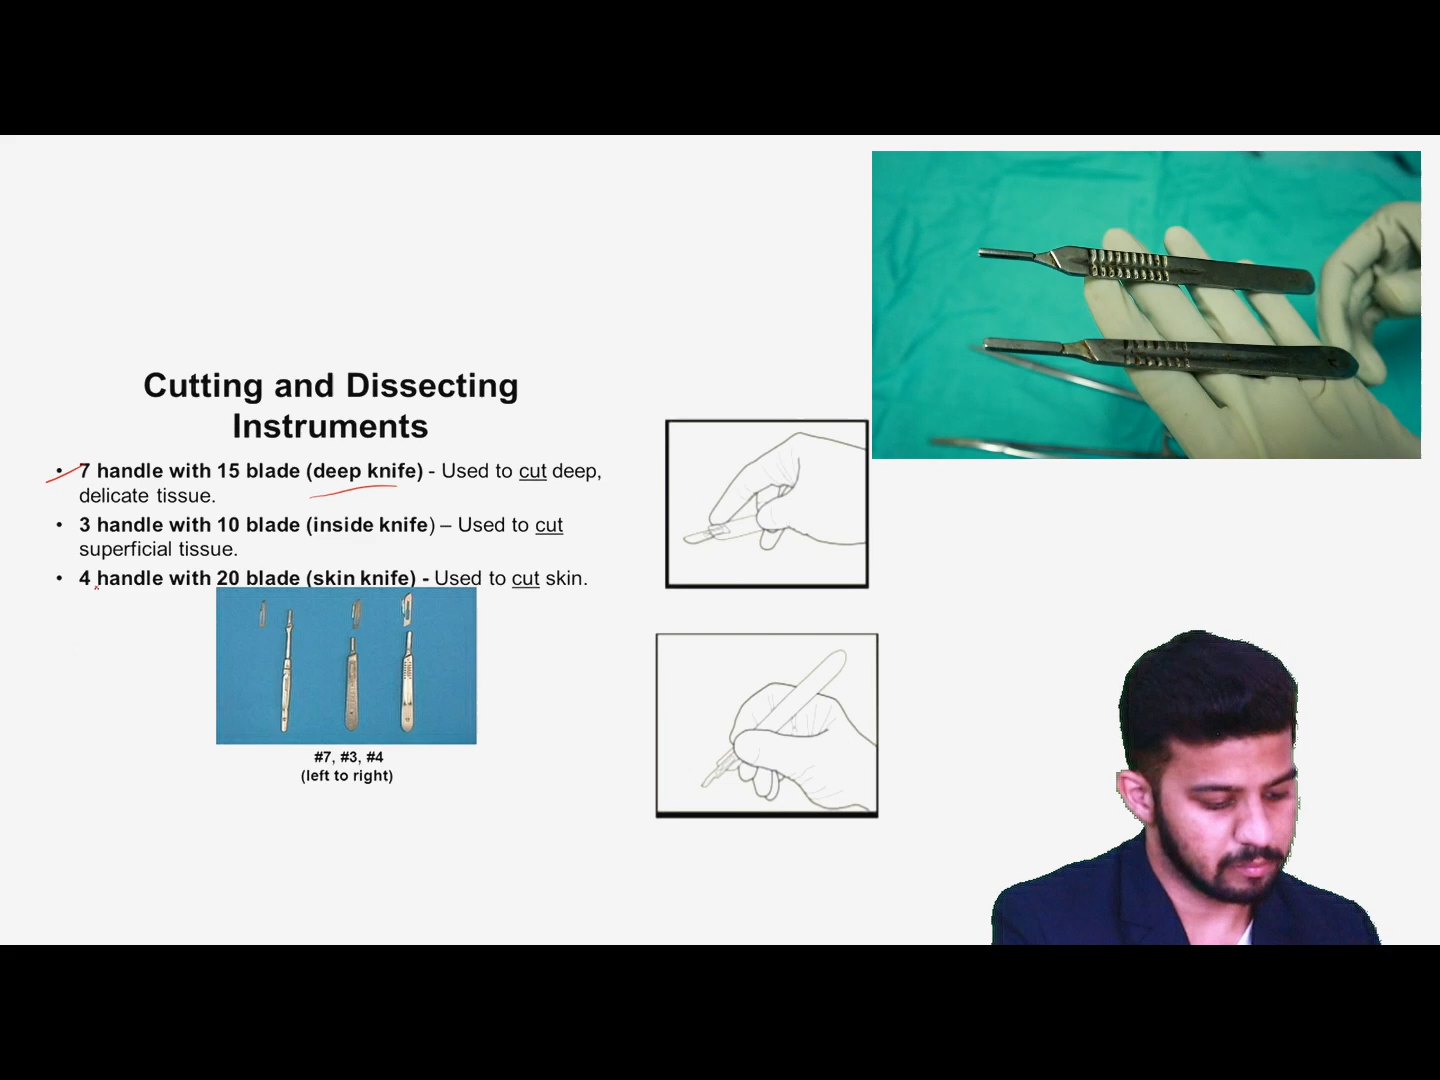 Cutting and Dissecting
Instruments
• 7 handle with 15 blade (deep knife) - Used to cut deep,
delicate tissue.
• 3 handle with 10 blade (inside knife) – Used to cut
superficial tissue.
• 4 handle with 20 blade (skin knife) - Used to cut skin.
#7, #3, #4
(left to right)